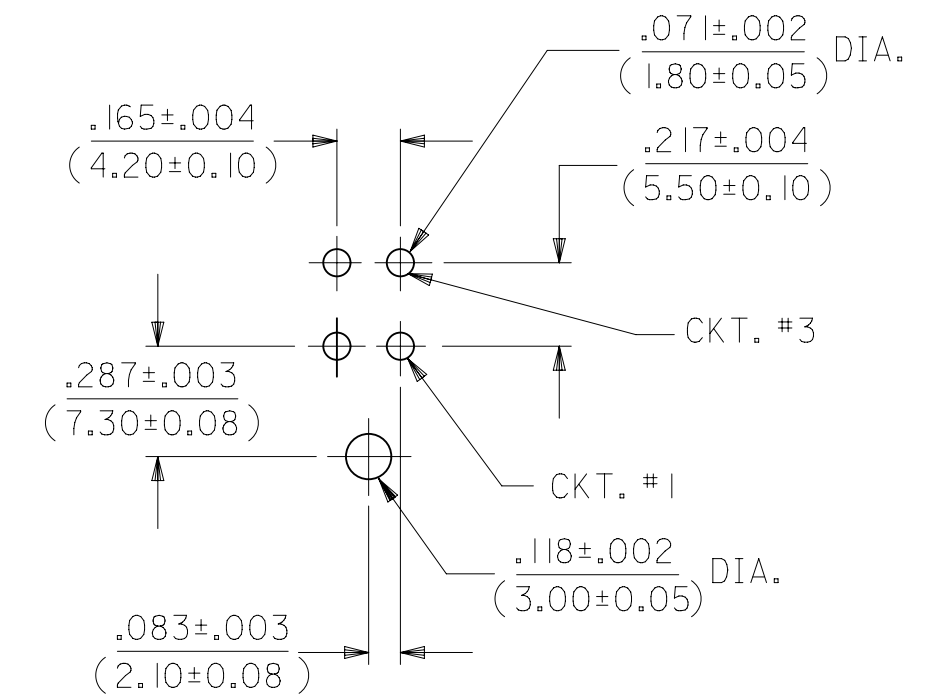 .071±.002
(1.80±0.05) DIA.
.165±.004
(4.20±0.10)
.217±.004
(5.50±0.10)
CKT. #3
.287±.003
(7.30±0.08)
CKT. #1
.118±.002
(3.00±0.05) DIA.
.083±.003
(2.10±0.08)